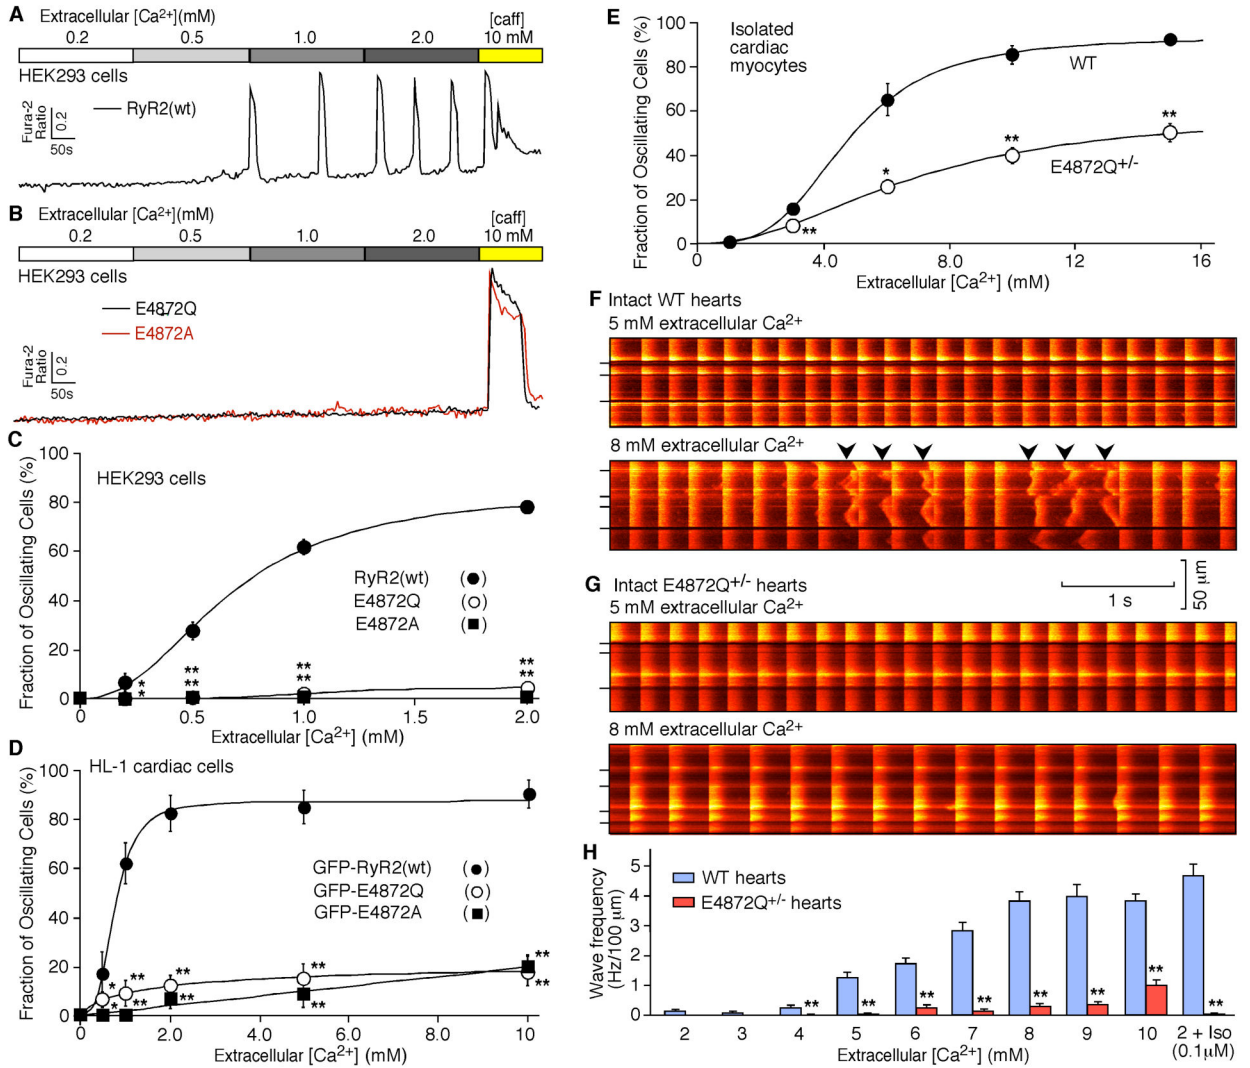 A
Extracellular [Ca²⁺](mM)
[caff]
0.2 0.5 1.0 2.0 10 mM
HEK293 cells
RyR2(wt)
Fura-2
Ratio
0.2
50s
B
Extracellular [Ca²⁺](mM)
[caff]
0.2 0.5 1.0 2.0 10 mM
HEK293 cells
E4872Q
E4872A
Fura-2
Ratio
0.2
50s
C
Fraction of Oscillating Cells (%)
100
80
60
40
20
0
HEK293 cells
RyR2(wt) (●)
E4872Q (○)
E4872A (■)
** ** ** **
** **
* *
0 0.5 1.0 1.5 2.0
Extracellular [Ca²⁺] (mM)
D
Fraction of Oscillating Cells (%)
100
80
60
40
20
0
HL-1 cardiac cells
GFP-RyR2(wt) (●)
GFP-E4872Q (○)
GFP-E4872A (■)
* ** ** ** **
* ** ** ** **
0 2.0 4.0 6.0 8.0 10
Extracellular [Ca²⁺] (mM)
E
Fraction of Oscillating Cells (%)
100
80
60
40
20
0
Isolated
cardiac
myocytes
WT
E4872Q⁺/⁻
** * ** **
0 4.0 8.0 12 16
Extracellular [Ca²⁺] (mM)
F Intact WT hearts
5 mM extracellular Ca²⁺
8 mM extracellular Ca²⁺
1 s
50 μm
G Intact E4872Q⁺/⁻ hearts
5 mM extracellular Ca²⁺
8 mM extracellular Ca²⁺
H
Wave frequency
(Hz/100 μm)
5
4
3
2
1
0
WT hearts
E4872Q⁺/⁻ hearts
** ** ** ** ** ** ** **
2 3 4 5 6 7 8 9 10 2 + Iso
Extracellular [Ca²⁺] (mM) (0.1μM)